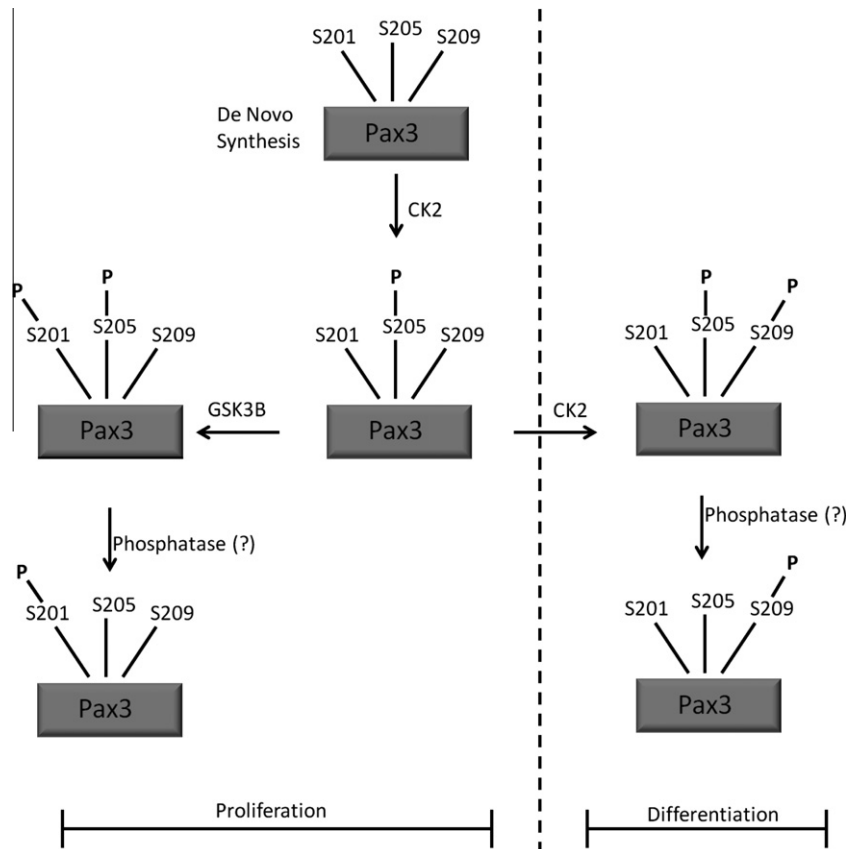 S201 S205 S209
De Novo
Synthesis
Pax3
CK2
P P P P P
S201 S205 S209 S201 S205 S209 S201 S205 S209
GSK3B CK2
Pax3 Pax3 Pax3
Phosphatase (?) Phosphatase (?)
P P
S201 S205 S209 S201 S205 S209
Pax3 Pax3
Proliferation Differentiation